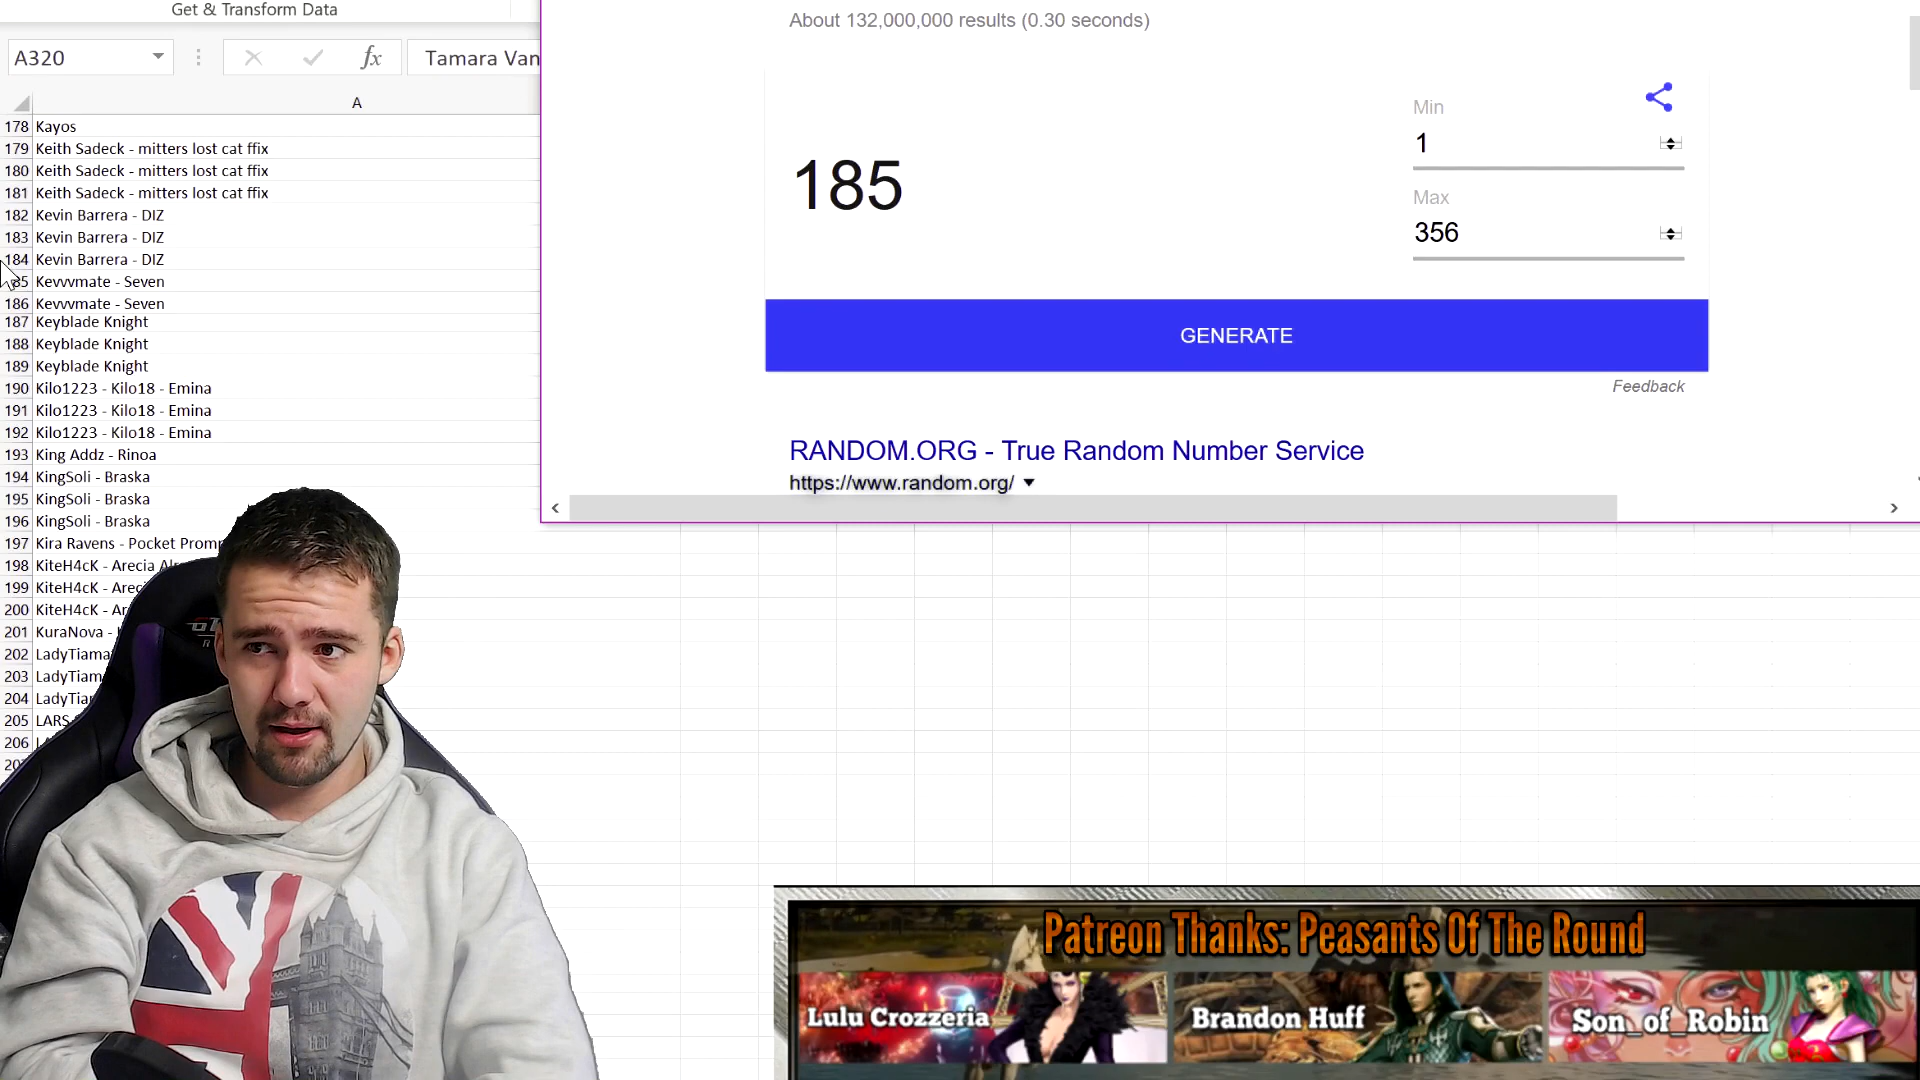 Get & Transform Data
About 132,000,000 results (0.30 seconds)
A320
fx
Tamara Van
A
178 Kayos
179 Keith Sadeck - mitters lost cat ffix
180 Keith Sadeck - mitters lost cat ffix
181 Keith Sadeck - mitters lost cat ffix
182 Kevin Barrera - DIZ
183 Kevin Barrera - DIZ
184 Kevin Barrera - DIZ
85 Kevvvmate - Seven
186 Kevvvmate - Seven
187 Keyblade Knight
188 Keyblade Knight
189 Keyblade Knight
190 Kilo1223 - Kilo18 - Emina
191 Kilo1223 - Kilo18 - Emina
192 Kilo1223 - Kilo18 - Emina
193 King Addz - Rinoa
194 KingSoli - Braska
195 KingSoli - Braska
196 KingSoli - Braska
197 Kira Ravens - Pocket Promp
198 KiteH4cK - Arecia
199 KiteH4cK - Arec
200 KiteH4cK - Ar
201 KuraNova -
202 LadyTiama
203 LadyTiam
204 LadyTia
205 LARS
206
185
Min
1
Max
356
GENERATE
Feedback
RANDOM.ORG - True Random Number Service
https://www.random.org/
Patreon Thanks: Peasants Of The Round
Lulu Crozzeria
Brandon Huff
Son_of_Robin